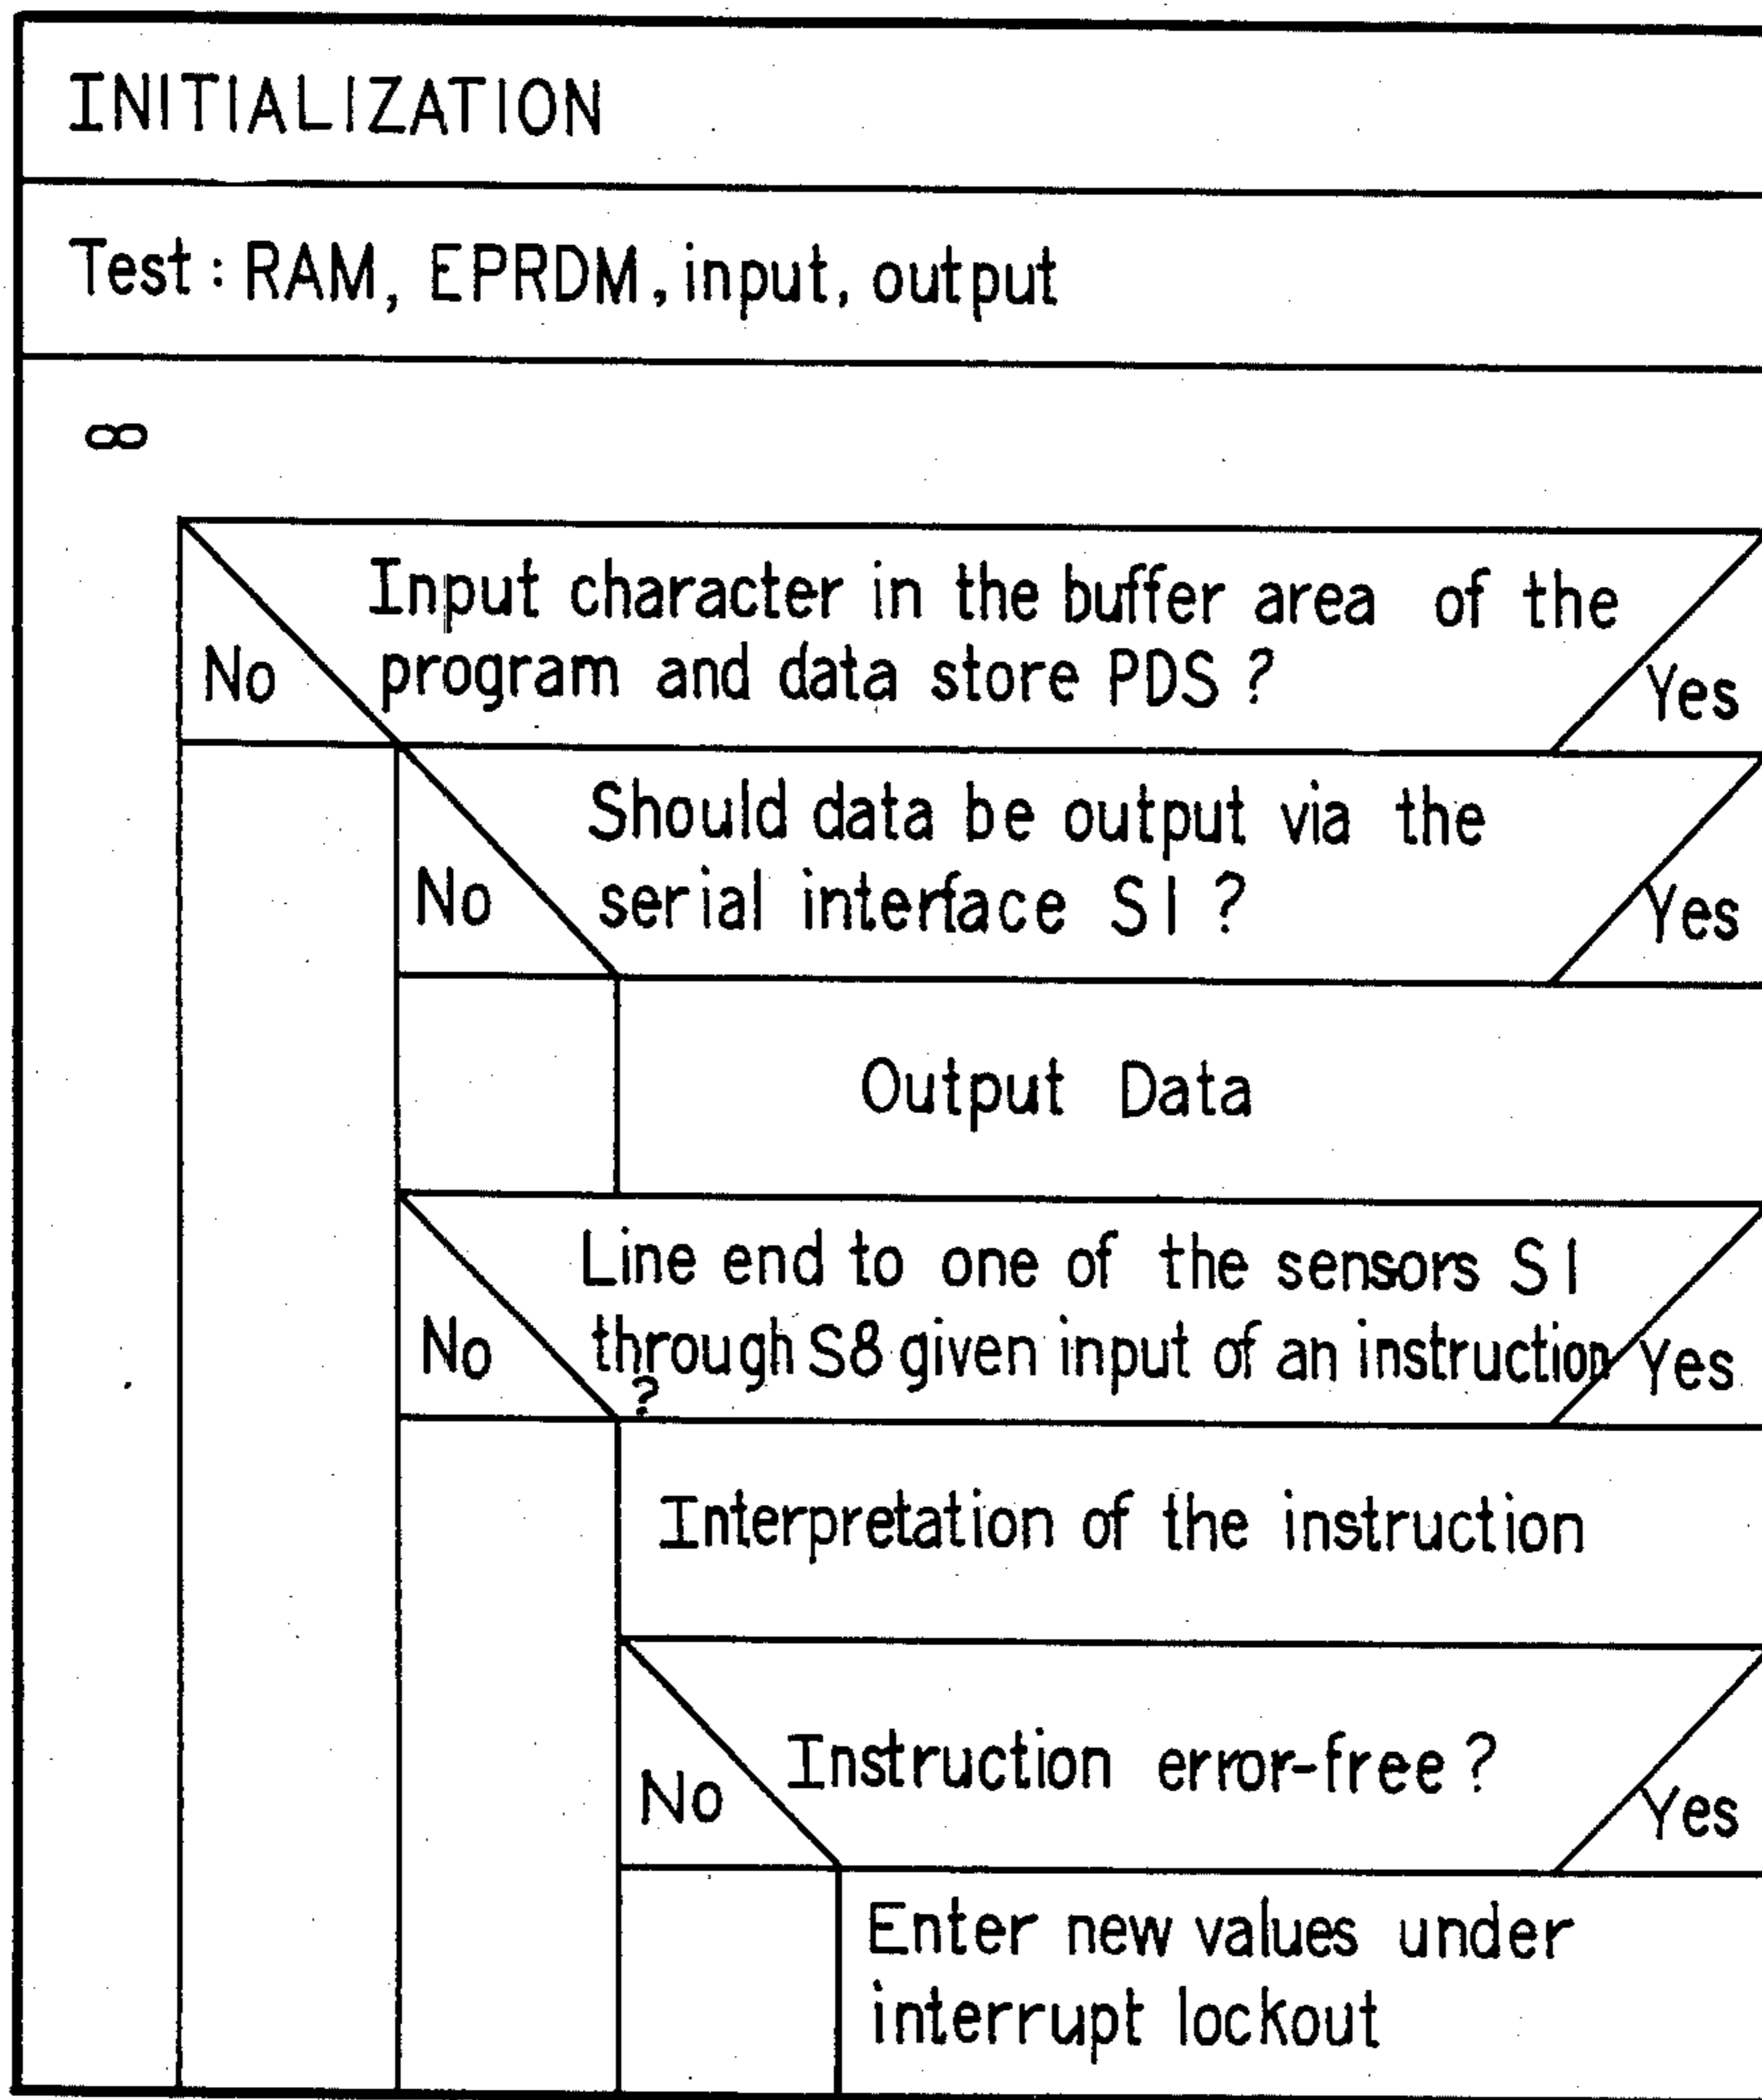 INITIALIZATION
Test: RAM, EPRDM, input, output
∞
Input character in the buffer area of the
program and data store PDS ?
No
Yes
Should data be output via the
serial interface SI ?
No
Yes
Output Data
Line end to one of the sensors S1
through S8 given input of an instruction
?
No
Yes
Interpretation of the instruction
Instruction error-free ?
No
Yes
Enter new values under
interrupt lockout